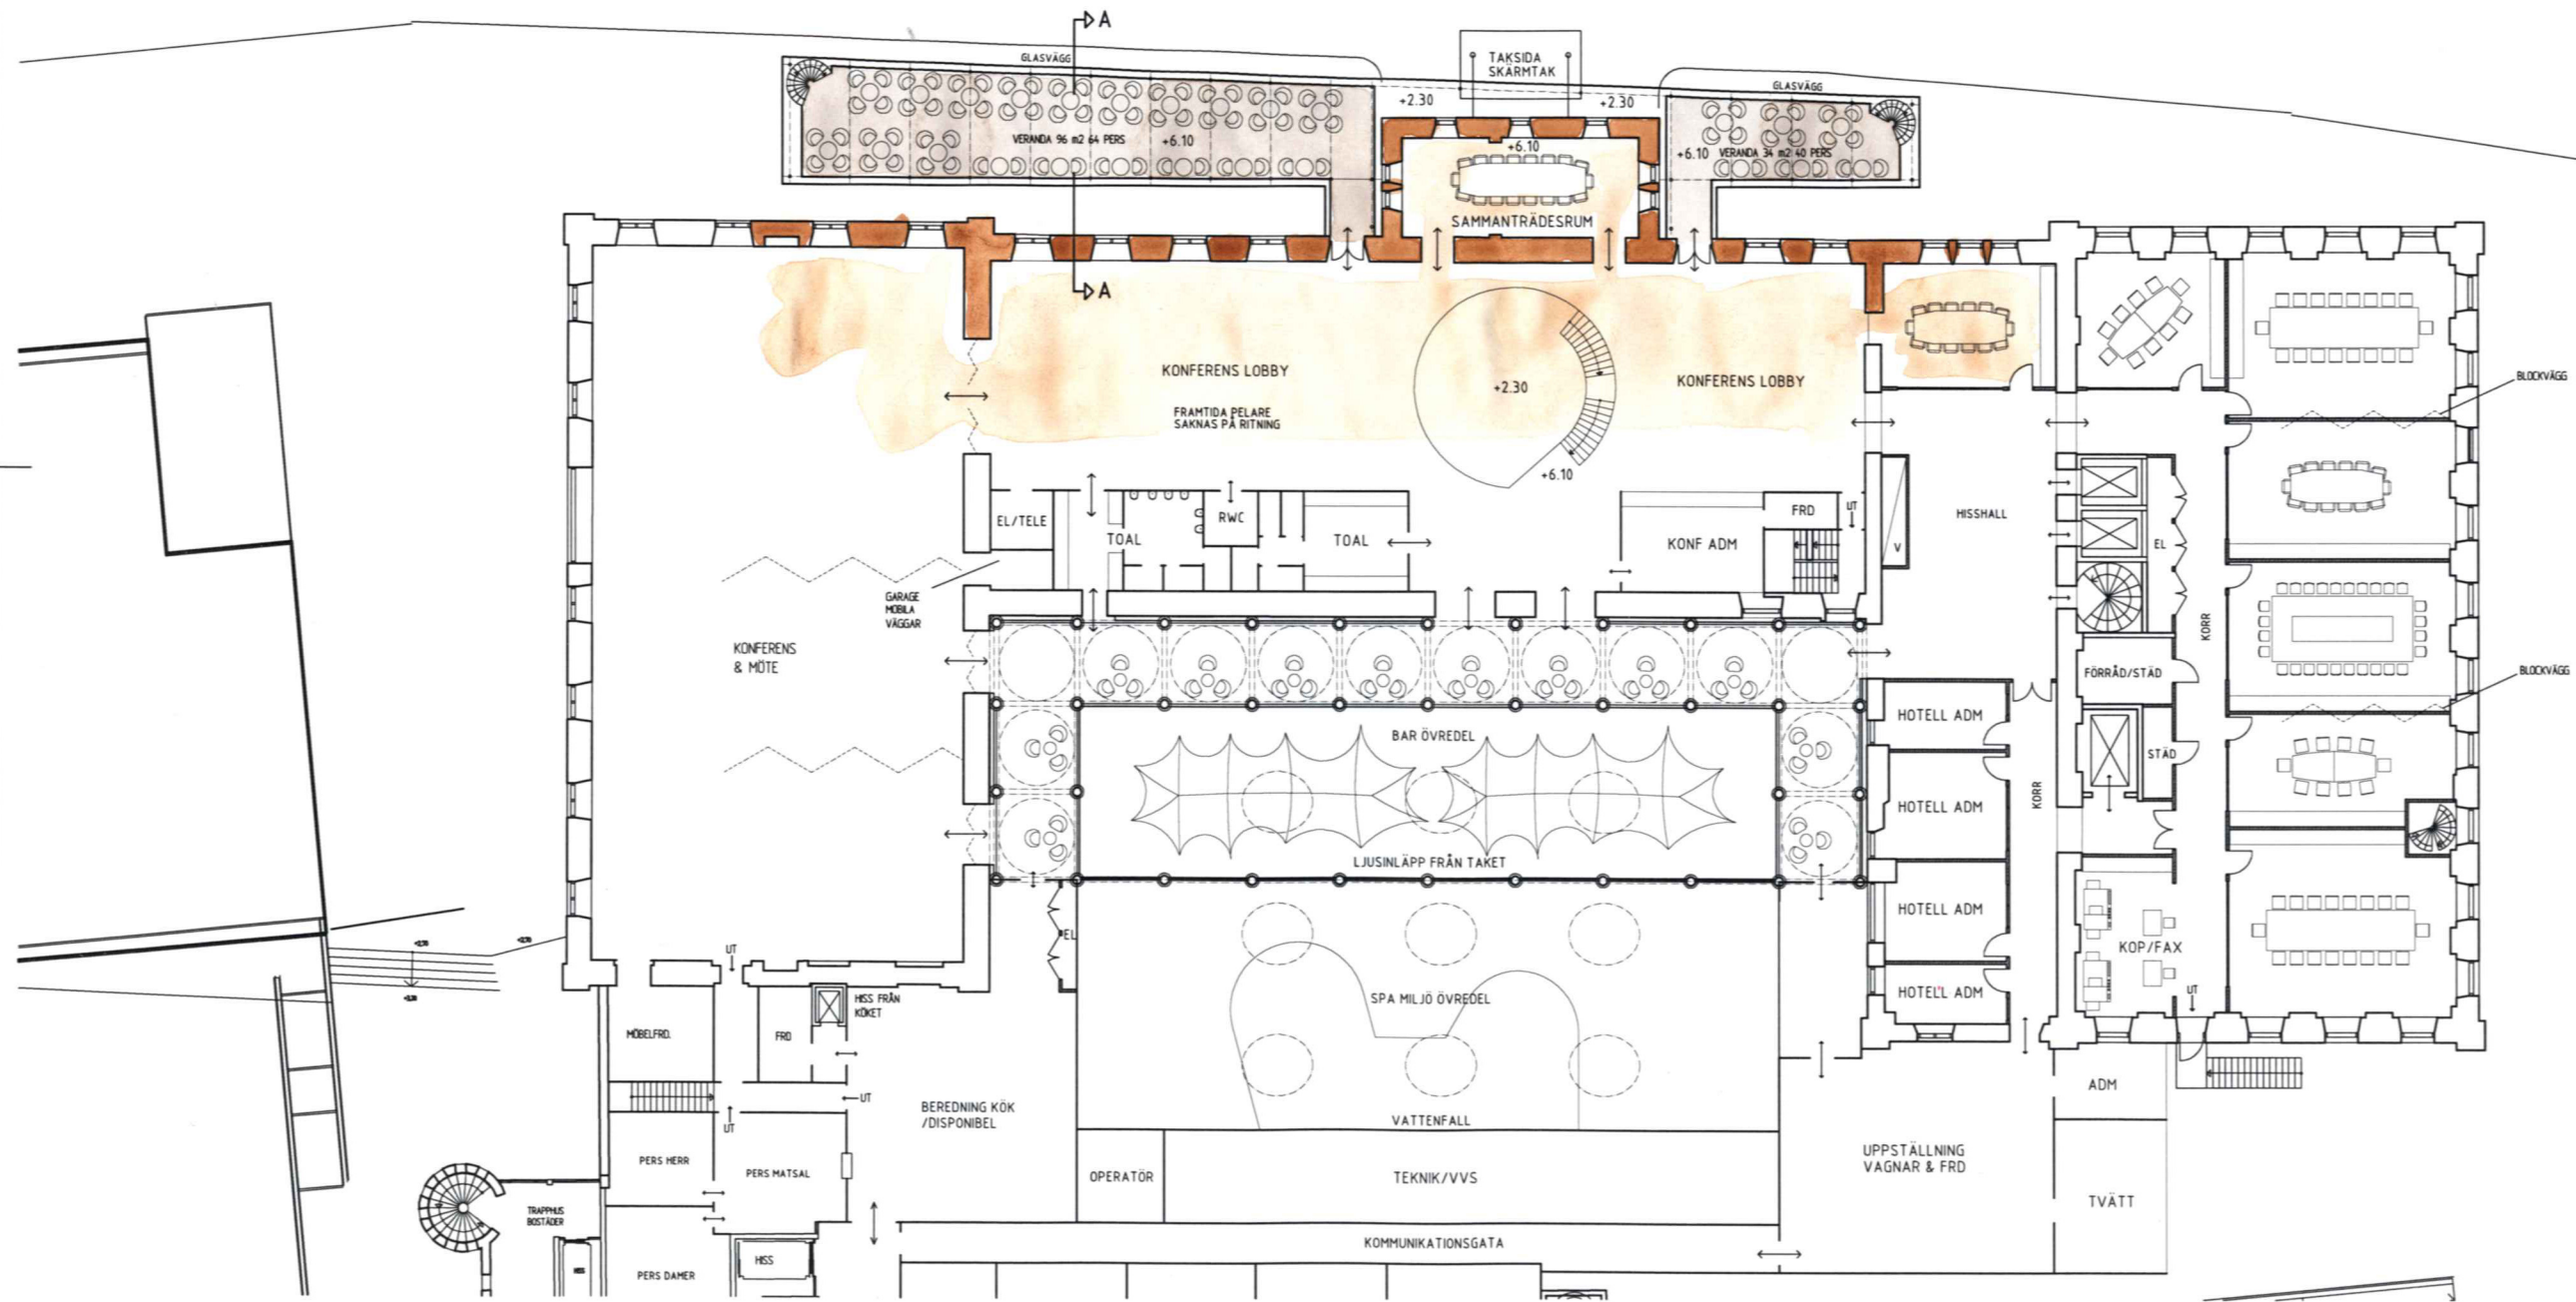 A
GLASVÄGG
TAKSIDA
SKÄRMTAK
GLASVÄGG
+2.30
+2.30
VERANDA 96 m2 64 PERS
+6.10
+6.10
+6.10
VERANDA 34 m2 40 PERS
SAMMANTRÄDESRUM
A
KONFERENS LOBBY
+2.30
KONFERENS LOBBY
BLOCKVÄGG
FRAMTIDA PELARE
SAKNAS PÅ RITNING
+6.10
EL/TELE
TOAL
RWC
TOAL
KONF ADM
FRD
UT
V
HISSHALL
EL
GARAGE
MOBILA
VÄGGAR
KORR
KONFERENS
& MÖTE
FÖRRÅD/STÄD
BLOCKVÄGG
HOTELL ADM
BAR ÖVREDEL
STÄD
HOTELL ADM
KORR
LJUSINLÄPP FRÅN TAKET
HOTELL ADM
EL
KOP/FAX
UT
HISS FRÅN
KÖKET
SPA MILJÖ ÖVREDEL
HOTELL ADM
UT
MÖBELFRD.
FRD
ADM
UT
BEREDNING KÖK
/DISPONIBEL
VATTENFALL
UT
PERS HERR
PERS MATSAL
OPERATÖR
TEKNIK/VVS
UPPSTÄLLNING
VAGNAR & FRD
TVÄTT
TRAPPHUS
BOSTÄDER
KOMMUNIKATIONSGATA
HISS
HISS
PERS DAMER